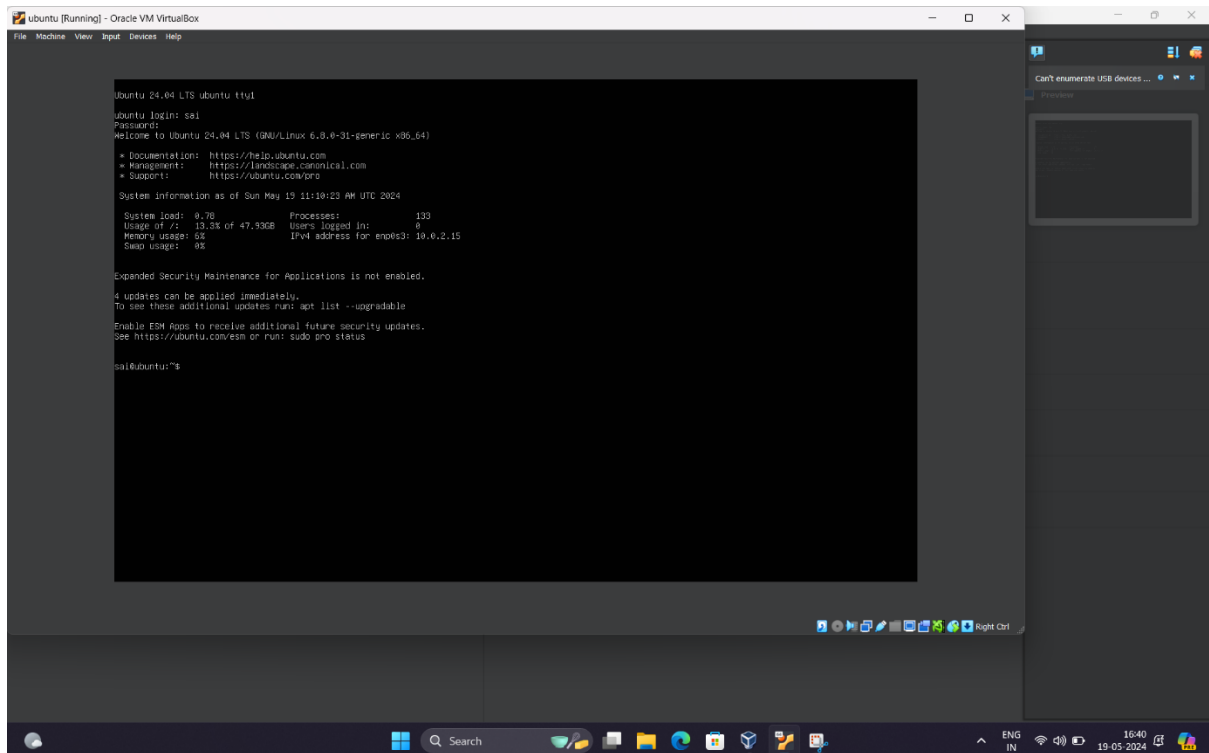 ubuntu [Running] - Oracle VM VirtualBox
File Machine View Input Devices Help
Ubuntu 24.04 LTS ubuntu tty1
ubuntu login: sai
Password:
Welcome to Ubuntu 24.04 LTS (GNU/Linux 6.8.0-31-generic x86_64)
* Documentation: https://help.ubuntu.com
* Management: https://landscape.canonical.com
* Support: https://ubuntu.com/pro
System information as of Sun May 19 11:10:23 AM UTC 2024
System load: 0.78 Processes: 133
Usage of /: 13.3% of 47.93GB Users logged in: 0
Memory usage: 6% IPv4 address for enp0s3: 10.0.2.15
Swap usage: 0%
Expanded Security Maintenance for Applications is not enabled.
4 updates can be applied immediately.
To see these additional updates run: apt list --upgradable
Enable ESM Apps to receive additional future security updates.
See https://ubuntu.com/esm or run: sudo pro status
sai@ubuntu:~$
Right Ctrl
Can't enumerate USB devices ...
Preview
Search
ENG
IN
16:40
19-05-2024